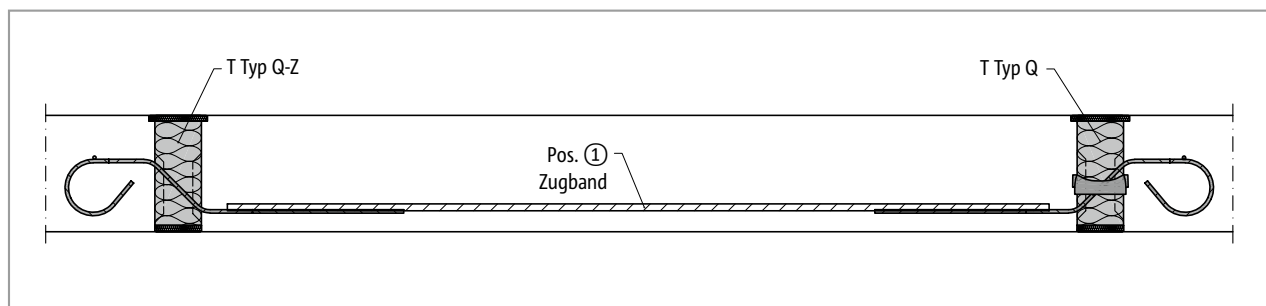 T Typ Q-Z
T Typ Q
Pos. ①
Zugband